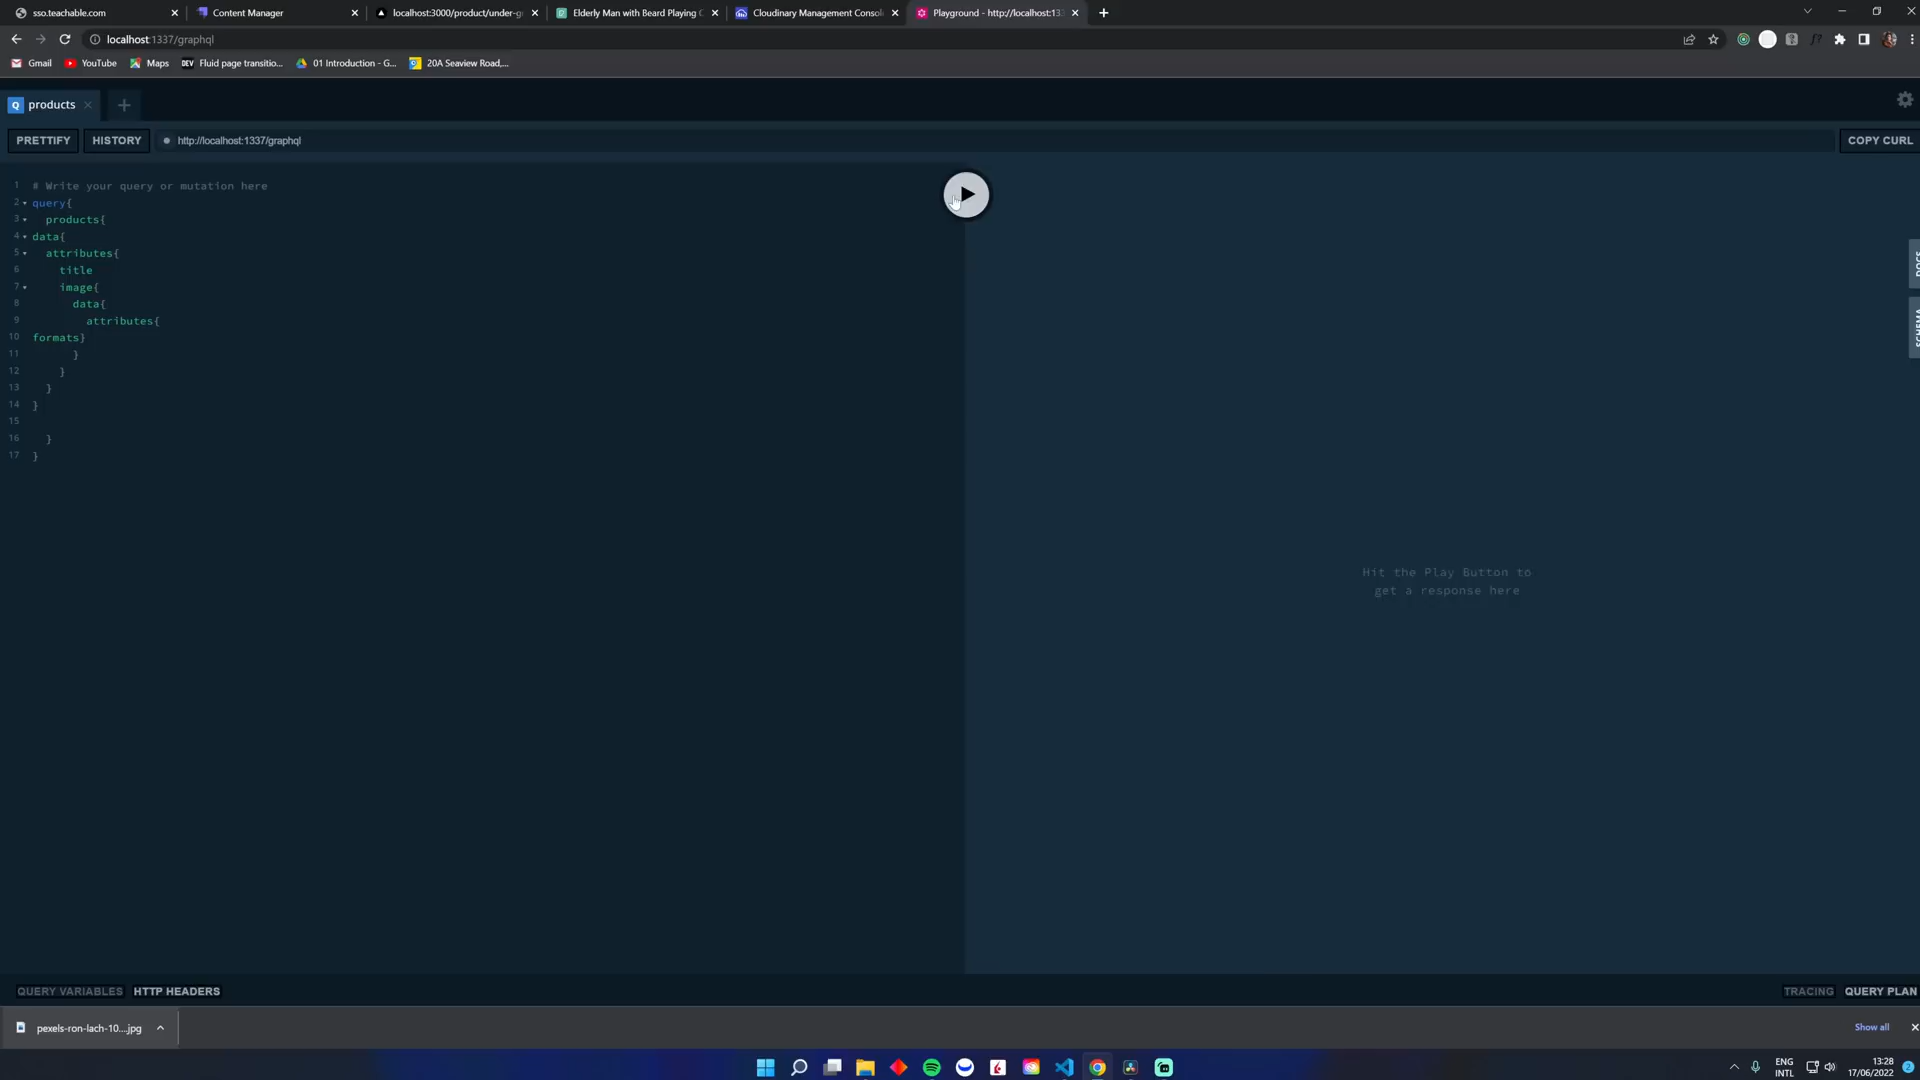 sso.teachable.com
Content Manager
localhost:3000/product/under-g
Elderly Man with Beard Playing C
Cloudinary Management Consol
Playground - http://localhost:13
localhost:1337/graphql
Gmail
YouTube
Maps
DEV Fluid page transitio...
01 Introduction - G...
20A Seaview Road,...
Q products
PRETTIFY
HISTORY
http://localhost:1337/graphql
COPY CURL
1 # Write your query or mutation here
2 query{
3 products{
4 data{
5 attributes{
6 title
7 image{
8 data{
9 attributes{
10 formats}
11 }
12 }
13 }
14 }
15
16 }
17 }
DOCS
SCHEMA
Hit the Play Button to
get a response here
QUERY VARIABLES
HTTP HEADERS
TRACING
QUERY PLAN
pexels-ron-lach-10....jpg
Show all
ENG
INTL
13:28
17/06/2022
2